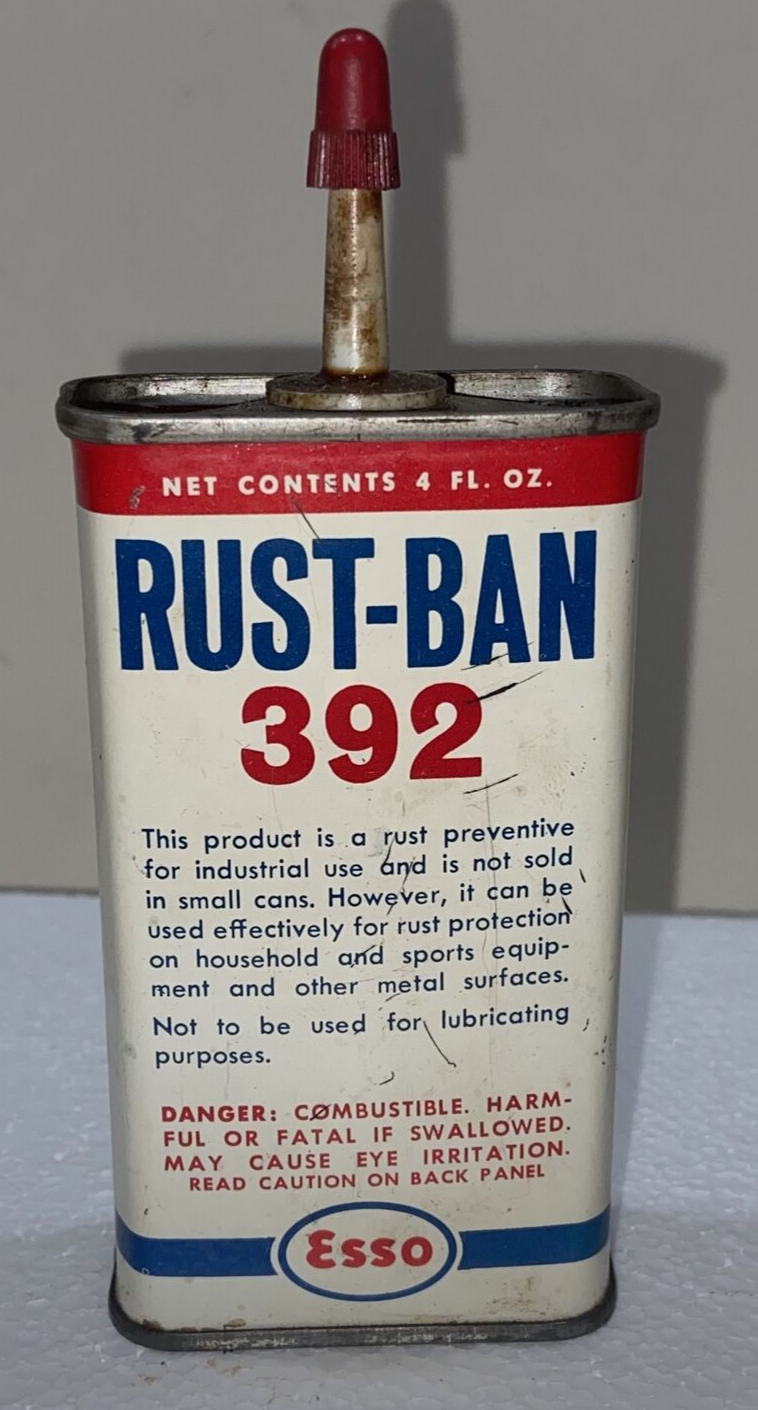 NET CONTENTS 4 FL. OZ.
RUST-BAN
392
This product is a rust preventive
for industrial use and is not sold
in small cans. However, it can be
used effectively for rust protection
on household and sports equip-
ment and other metal surfaces.
Not to be used for lubricating
purposes.
DANGER: COMBUSTIBLE. HARM-
FUL OR FATAL IF SWALLOWED.
MAY CAUSE EYE IRRITATION.
READ CAUTION ON BACK PANEL
Esso